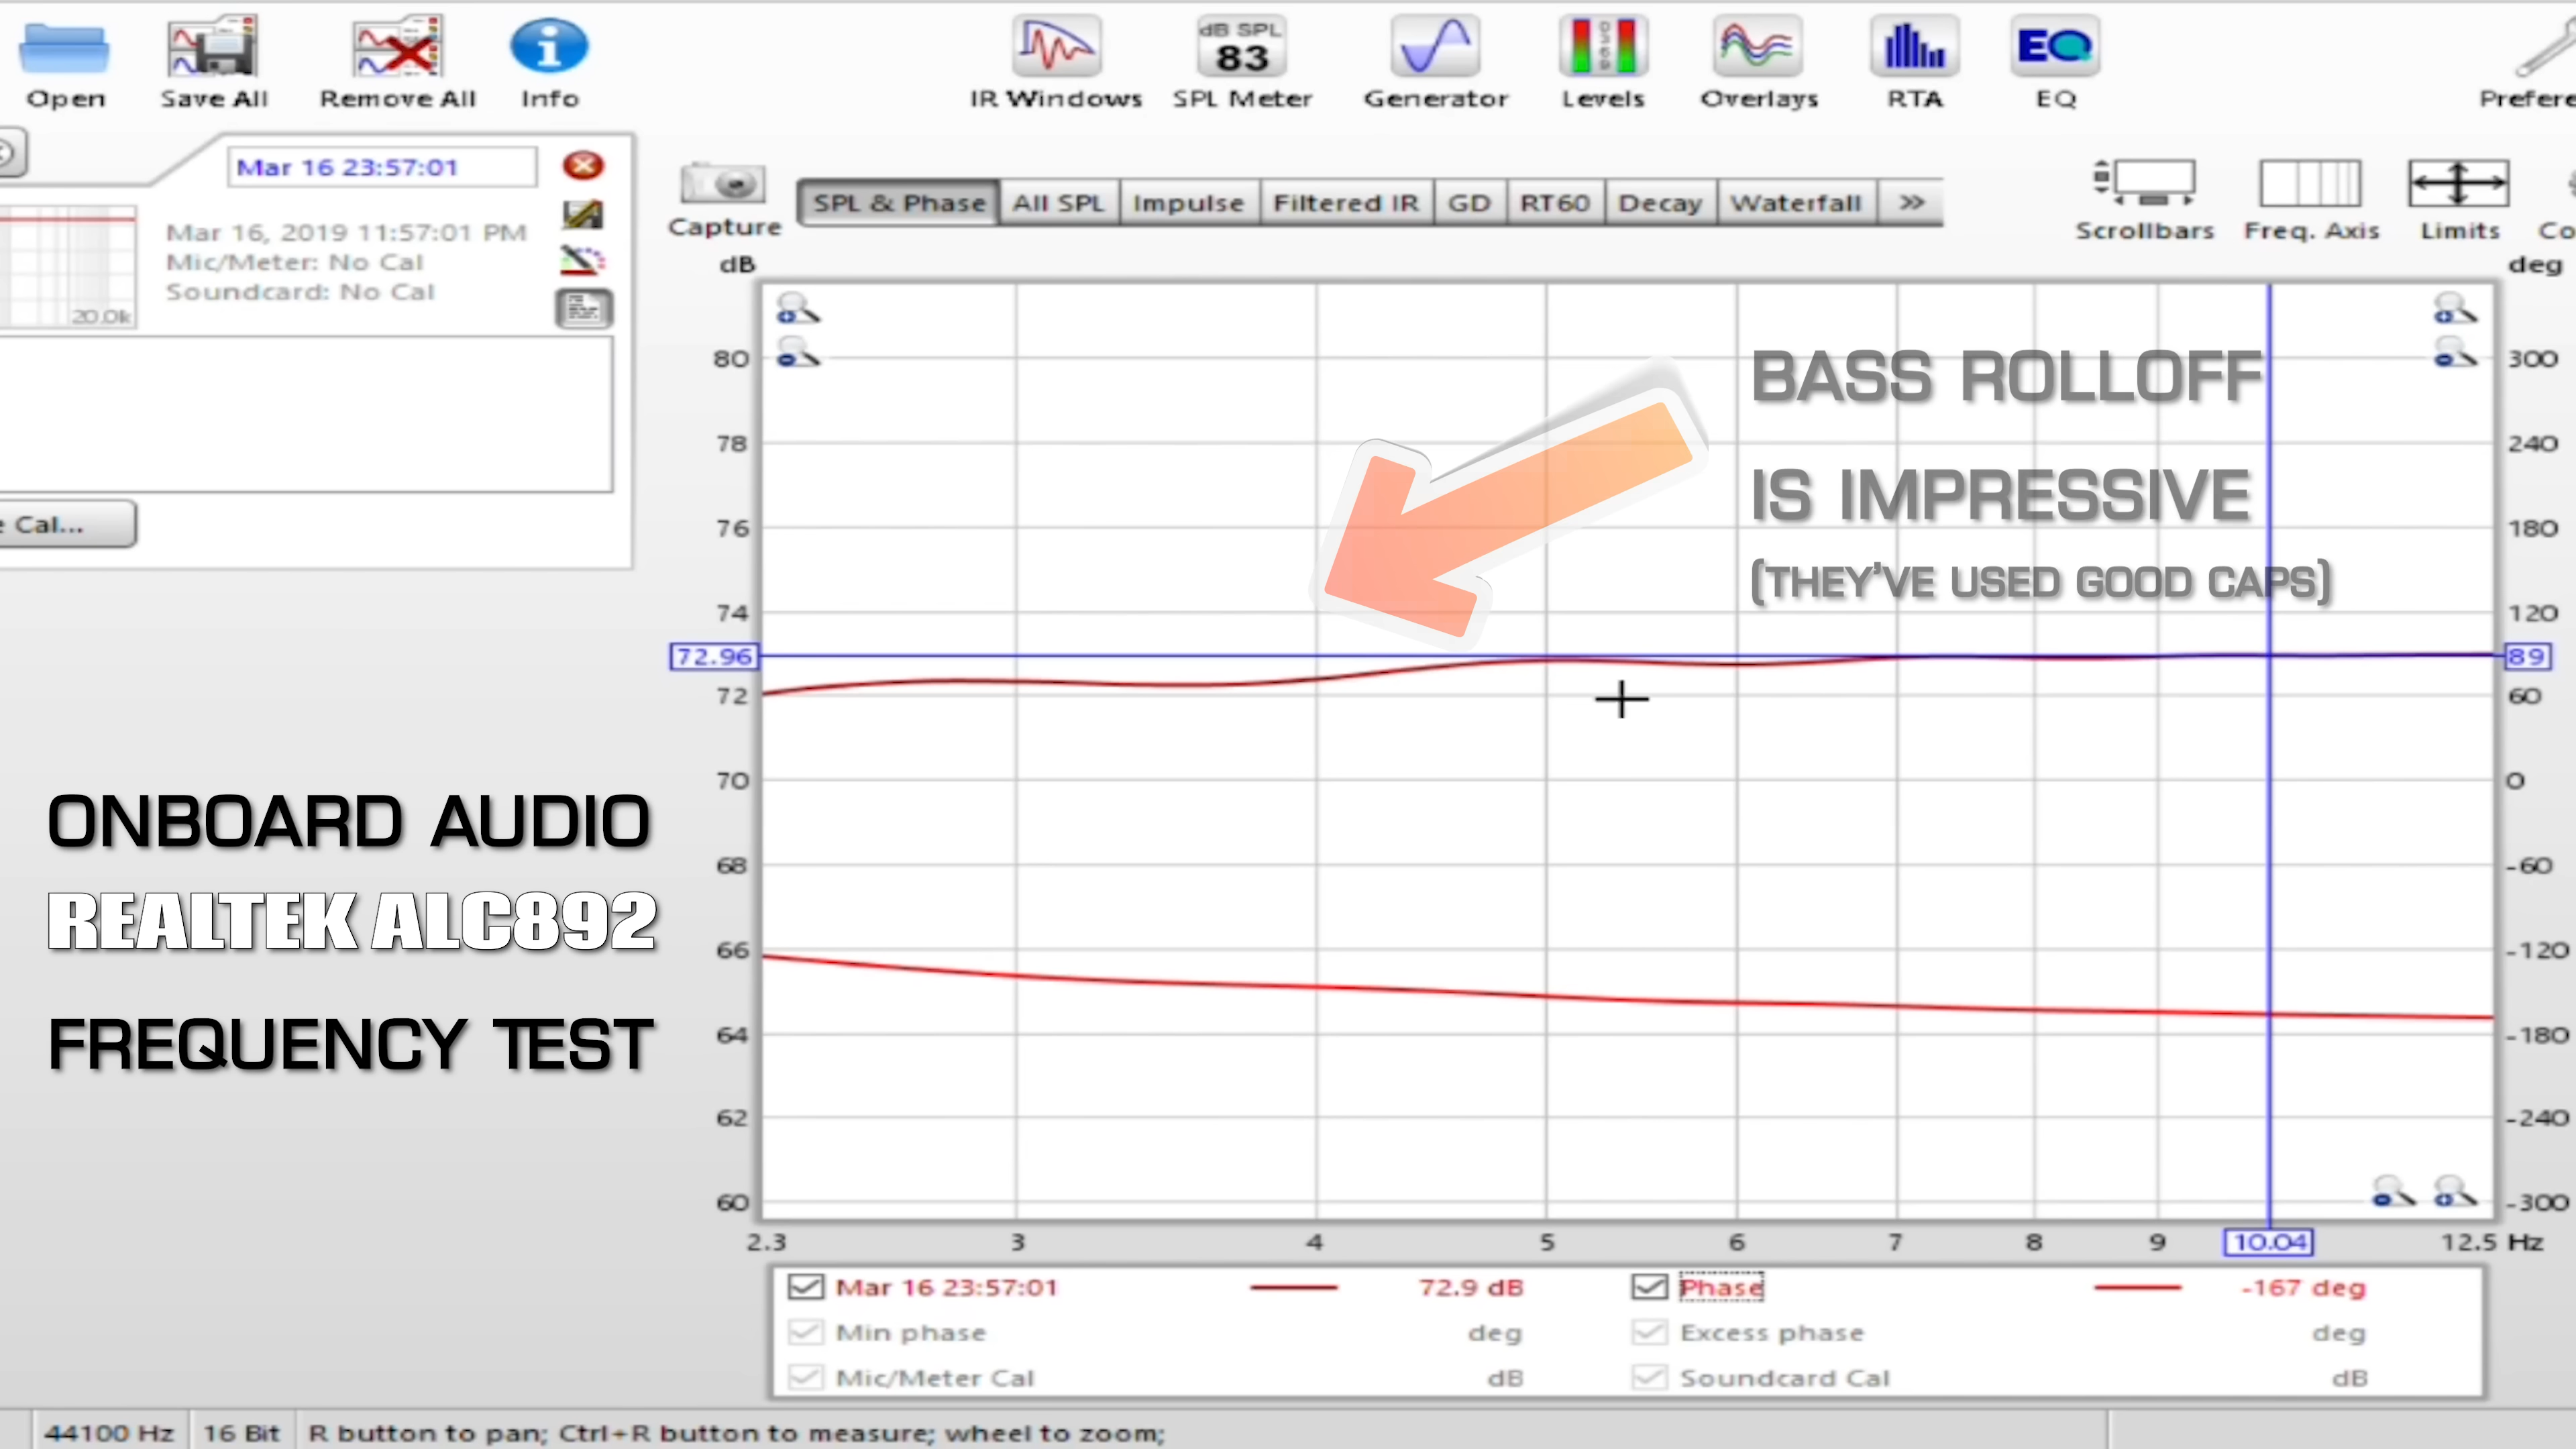 Open
Save All
Remove All
Info
IR Windows
dB SPL
83
SPL Meter
Generator
Levels
Overlays
RTA
EQ
EQ
Mar 16 23:57:01
Mar 16, 2019 11:57:01 PM
Mic/Meter: No Cal
Soundcard: No Cal
20.0k
Cal...
Capture
SPL & Phase
All SPL
Impulse
Filtered IR
GD
RT60
Decay
Waterfall
»
Scrollbars
Freq. Axis
Limits
dB
deg
80
78
76
74
72.96
72
70
68
66
64
62
60
300
240
180
120
89
60
0
-60
-120
-180
-240
-300
BASS ROLLOFF
IS IMPRESSIVE
(THEY'VE USED GOOD CAPS)
ONBOARD AUDIO
REALTEK ALC892
FREQUENCY TEST
2.3 3 4 5 6 7 8 9 10.04 12.5 Hz
Mar 16 23:57:01 72.9 dB Phase -167 deg
Min phase deg Excess phase deg
Mic/Meter Cal dB Soundcard Cal dB
44100 Hz 16 Bit R button to pan; Ctrl+R button to measure; wheel to zoom;